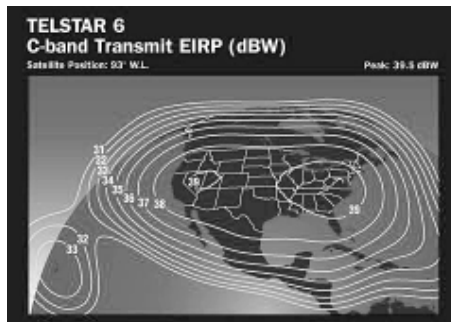 TELSTAR 6
C-band Transmit EIRP (dBW)
Satellite Position: 93° W.L. Peak: 39.5 dBW
31
32
33
34
35
36 37 38
39
39
32
33